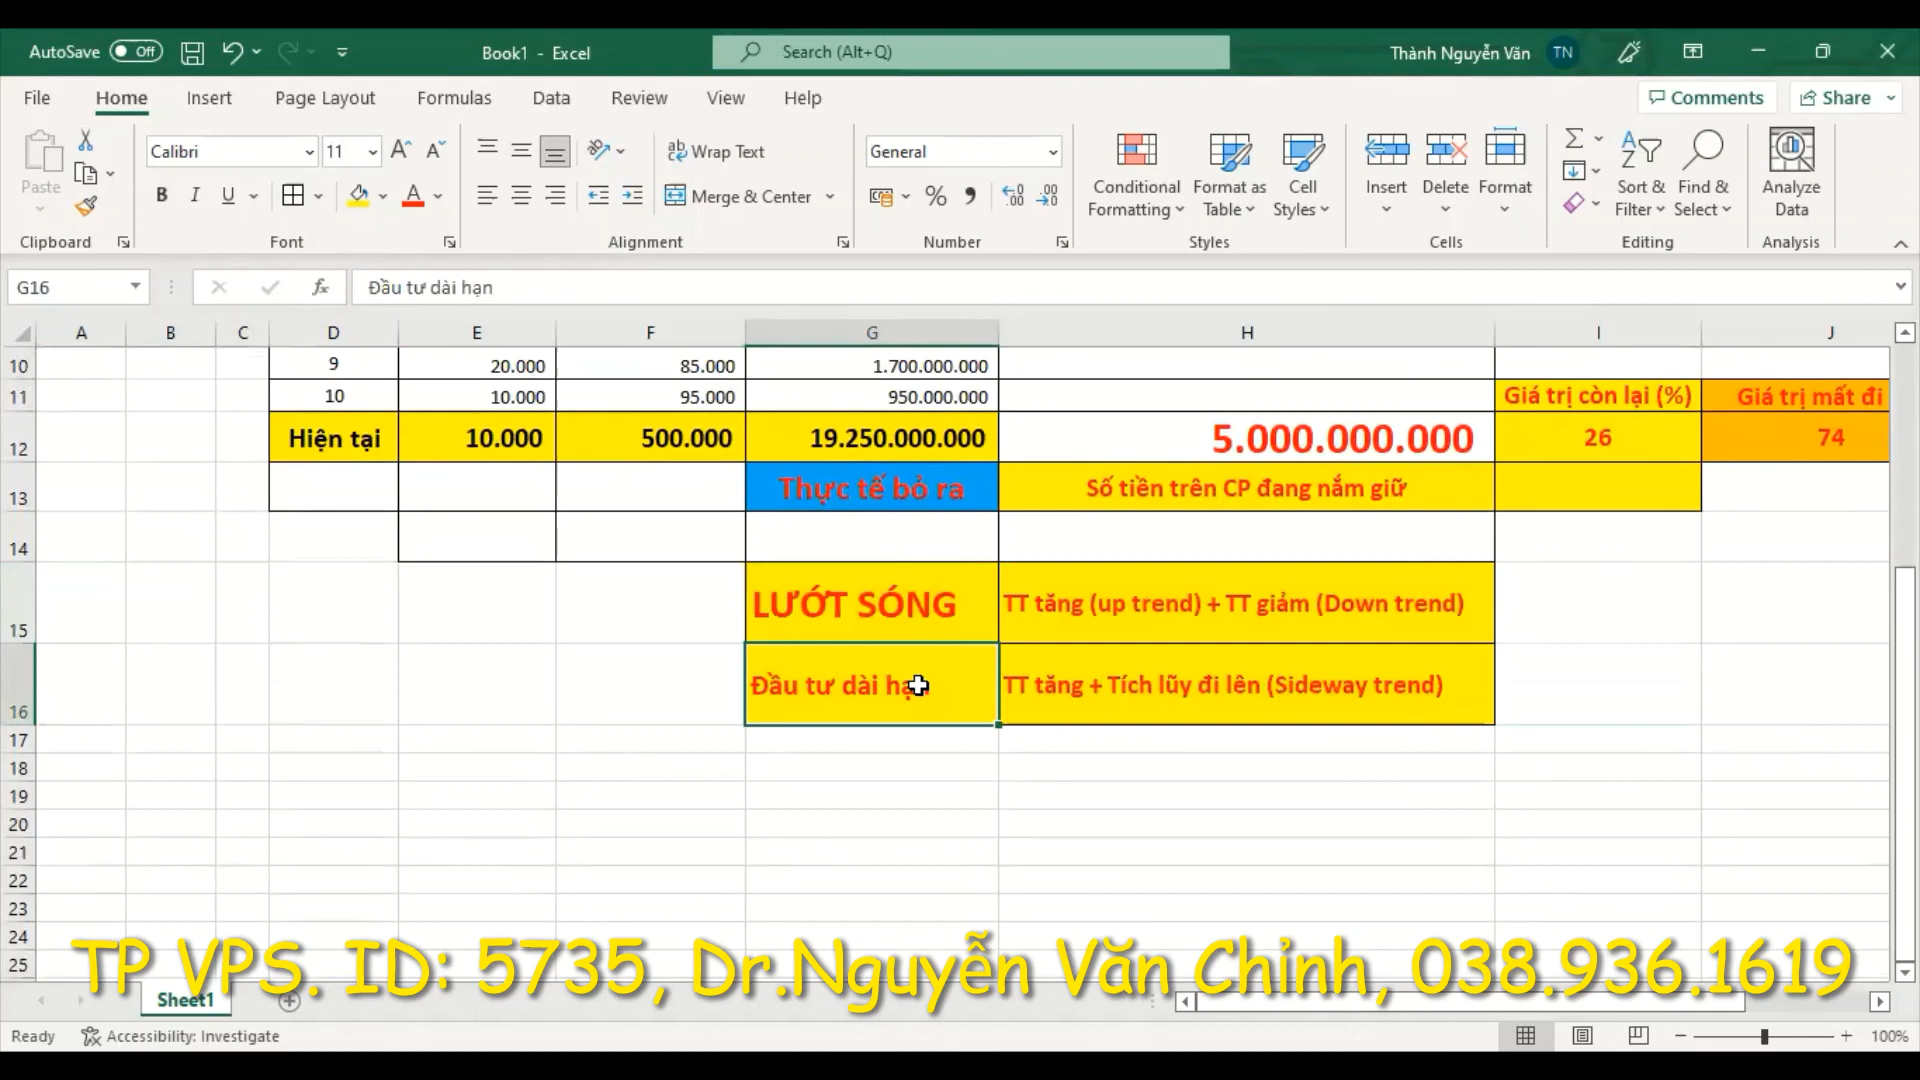 AutoSave Off Book1 - Excel Search (Alt+Q) Thành Nguyễn Văn TN
File Home Insert Page Layout Formulas Data Review View Help Comments Share
Paste Calibri 11 Wrap Text General Conditional Formatting Format as Table Cell Styles Insert Delete Format Sort & Filter Find & Select Analyze Data
B I U Merge & Center
Clipboard Font Alignment Number Styles Cells Editing Analysis
G16 fx Đầu tư dài hạn
A B C D E F G H I J
10 9 20.000 85.000 1.700.000.000
11 10 10.000 95.000 950.000.000 Giá trị còn lại (%) Giá trị mất đi
12 Hiện tại 10.000 500.000 19.250.000.000 5.000.000.000 26 74
13 Thực tế bỏ ra Số tiền trên CP đang nắm giữ
14
15 LƯỚT SÓNG TT tăng (up trend) + TT giảm (Down trend)
16 Đầu tư dài hạn TT tăng + Tích lũy đi lên (Sideway trend)
17
18
19
20
21
22
23
24
25
TP VPS. ID: 5735, Dr.Nguyễn Văn Chỉnh, 038.936.1619
Sheet1
Ready Accessibility: Investigate 100%